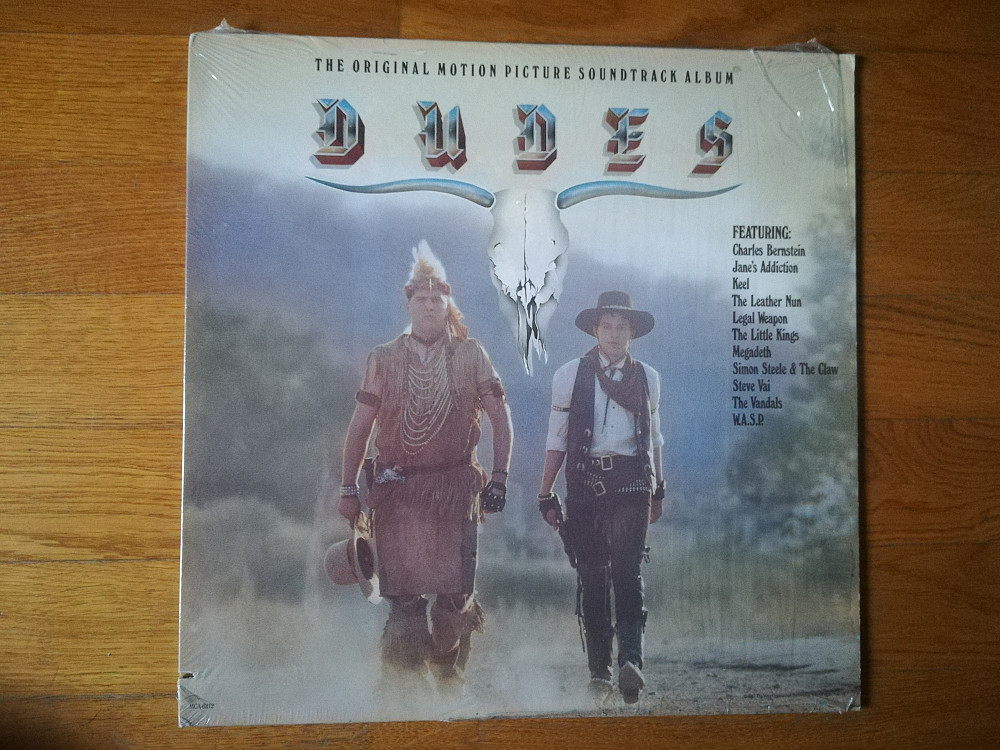 THE ORIGINAL MOTION PICTURE SOUNDTRACK ALBUM
DUDES
FEATURING:
Charles Bernstein
Jane's Addiction
Keel
The Leather Nun
Legal Weapon
The Little Kings
Megadeth
Simon Steele & The Claw
Steve Vai
The Vandals
W.A.S.P.